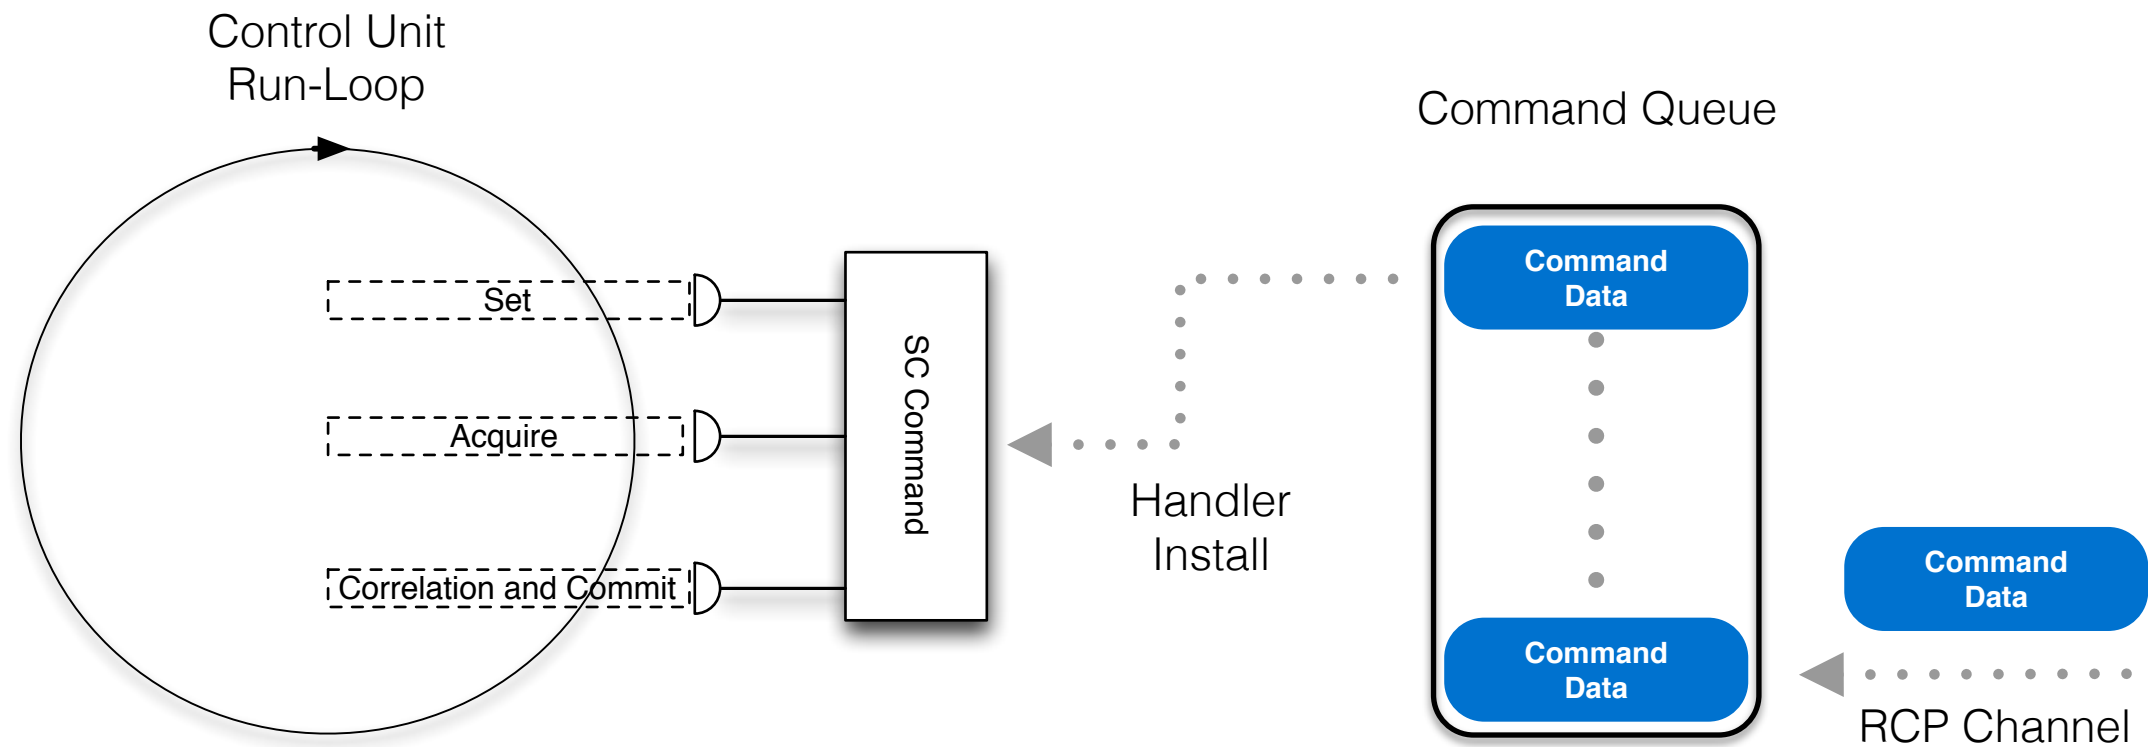 Control Unit
Run-Loop
Command Queue
Set
Acquire
Correlation and Commit
SC Command
Handler
Install
Command
Data
Command
Data
Command
Data
RCP Channel